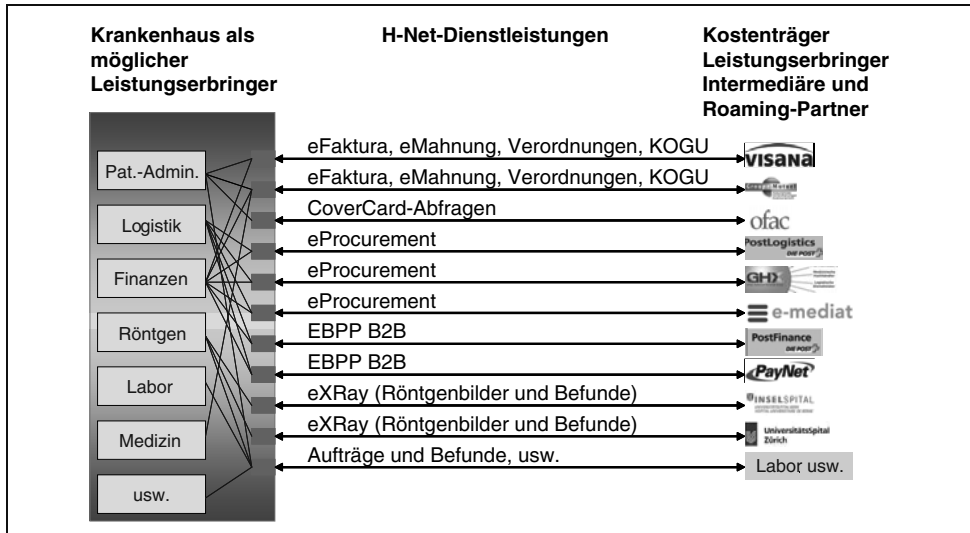 Krankenhaus als
möglicher
Leistungserbringer
H-Net-Dienstleistungen
Kostenträger
Leistungserbringer
Intermediäre und
Roaming-Partner
Pat.-Admin.
Logistik
Finanzen
Röntgen
Labor
Medizin
usw.
eFaktura, eMahnung, Verordnungen, KOGU
VISANA
eFaktura, eMahnung, Verordnungen, KOGU
CoverCard-Abfragen
ofac
eProcurement
PostLogistics
DIE POST
eProcurement
GHX
eProcurement
e-mediat
EBPP B2B
PostFinance
DIE POST
EBPP B2B
PayNet
eXRay (Röntgenbilder und Befunde)
INSELSPITAL
eXRay (Röntgenbilder und Befunde)
UniversitätsSpital
Zürich
Aufträge und Befunde, usw.
Labor usw.